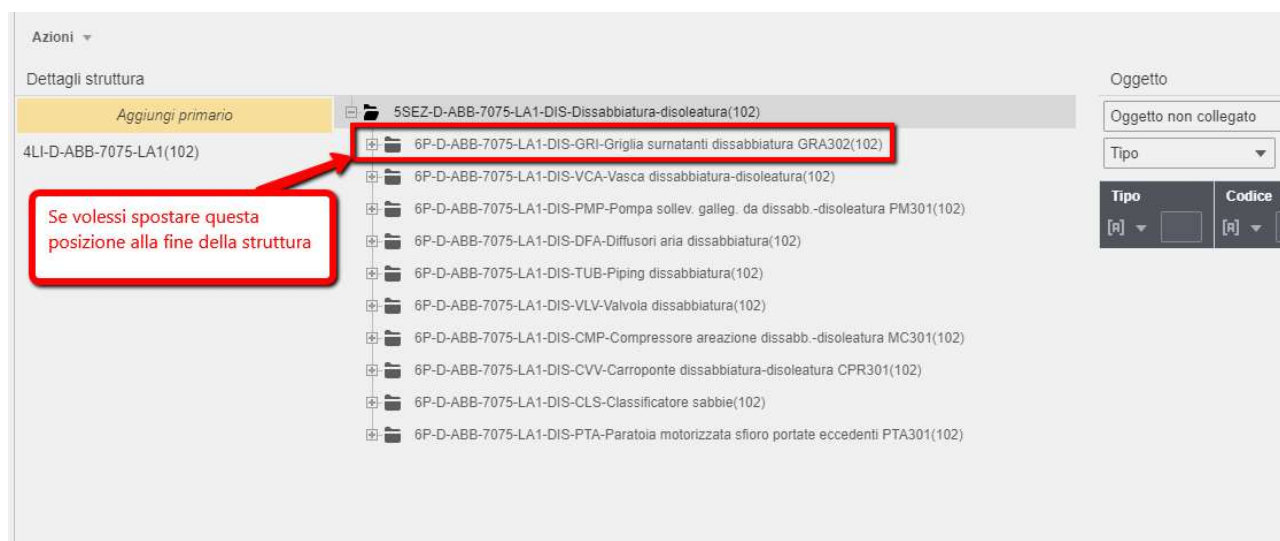 Azioni
Dettagli struttura
Oggetto
Aggiungi primario
5SEZ-D-ABB-7075-LA1-DIS-Dissabbiatura-disoleatura(102)
Oggetto non collegato
4LI-D-ABB-7075-LA1(102)
6P-D-ABB-7075-LA1-DIS-GRI-Griglia surnatanti dissabbiatura GRA302(102)
Tipo
6P-D-ABB-7075-LA1-DIS-VCA-Vasca dissabbiatura-disoleatura(102)
Se volessi spostare questa
posizione alla fine della struttura
6P-D-ABB-7075-LA1-DIS-PMP-Pompa sollev. galleg. da dissabb.-disoleatura PM301(102)
Tipo Codice
[A] [A]
6P-D-ABB-7075-LA1-DIS-DFA-Diffusori aria dissabbiatura(102)
6P-D-ABB-7075-LA1-DIS-TUB-Piping dissabbiatura(102)
6P-D-ABB-7075-LA1-DIS-VLV-Valvola dissabbiatura(102)
6P-D-ABB-7075-LA1-DIS-CMP-Compressore areazione dissabb.-disoleatura MC301(102)
6P-D-ABB-7075-LA1-DIS-CVV-Carroponte dissabbiatura-disoleatura CPR301(102)
6P-D-ABB-7075-LA1-DIS-CLS-Classificatore sabbie(102)
6P-D-ABB-7075-LA1-DIS-PTA-Paratoia motorizzata sfioro portate eccedenti PTA301(102)